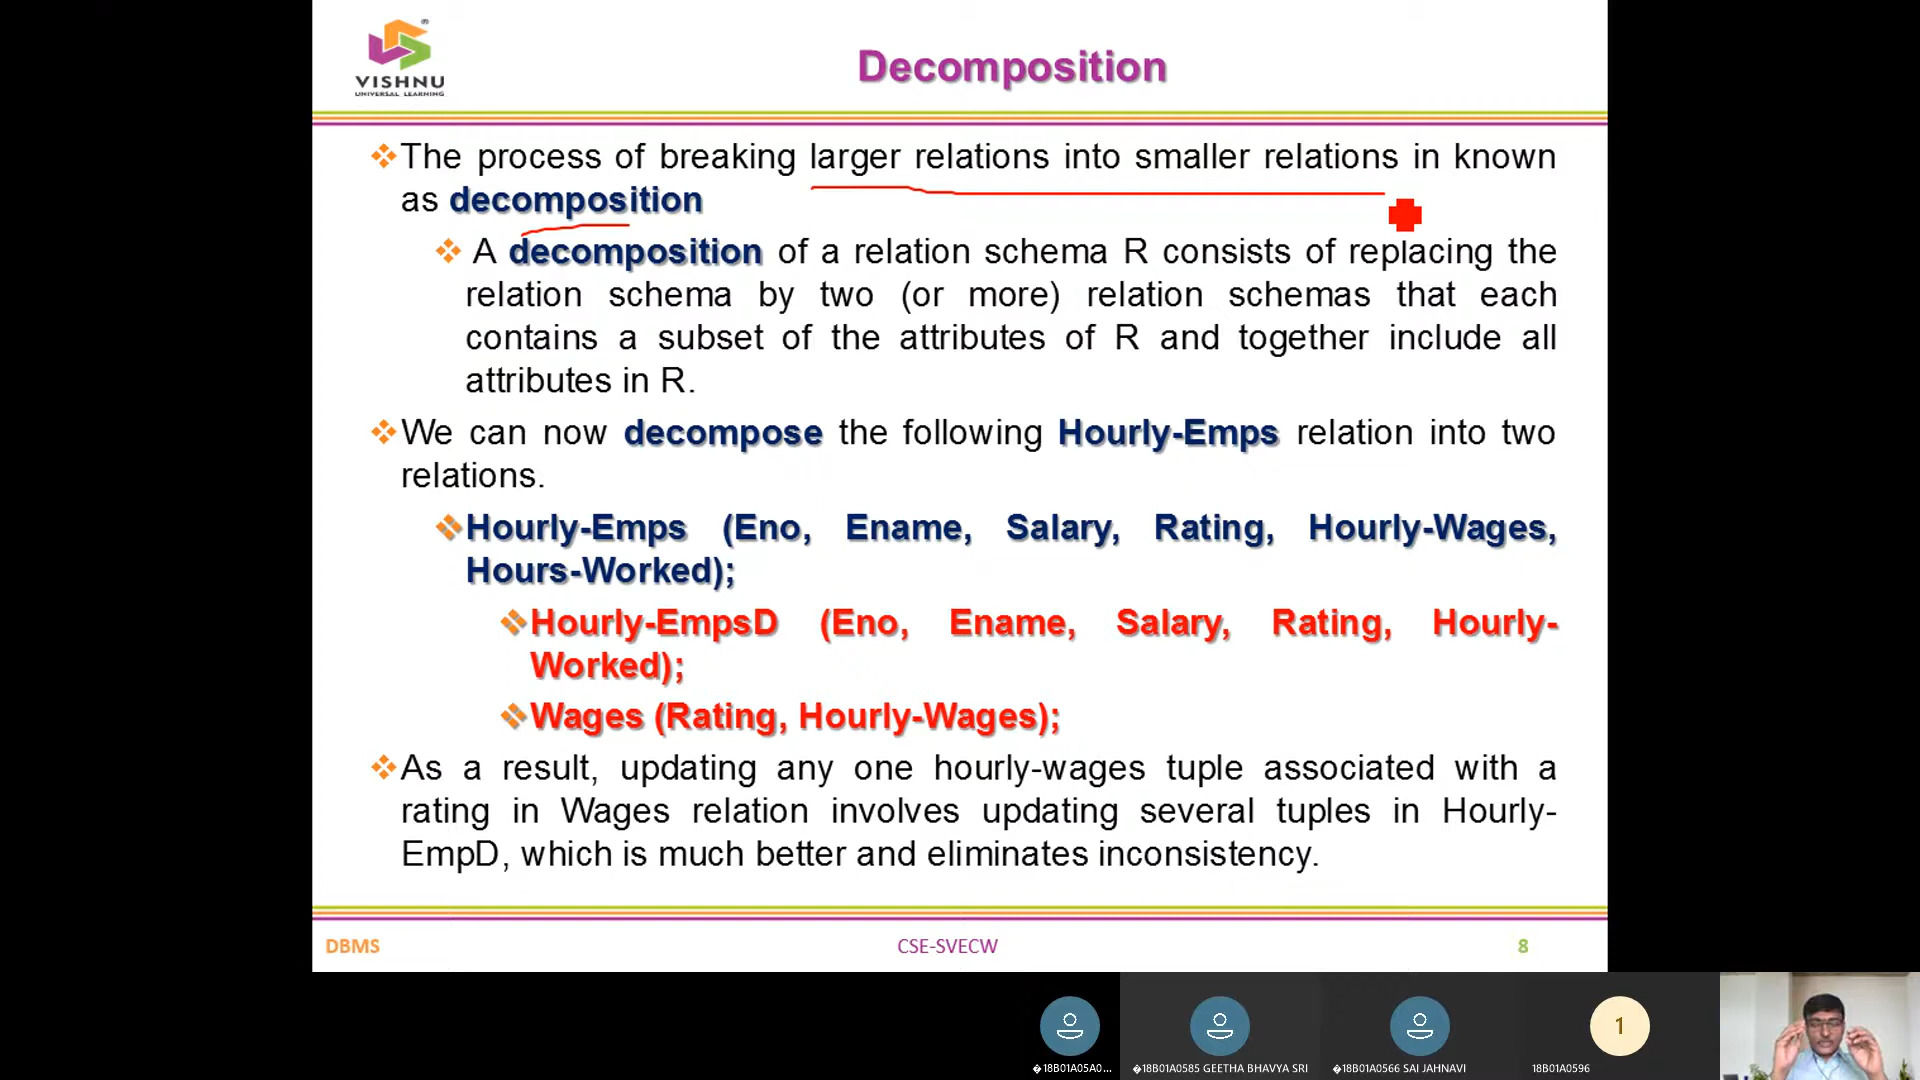 VISHNU
UNIVERSAL LEARNING
Decomposition
The process of breaking larger relations into smaller relations in known
as decomposition
A decomposition of a relation schema R consists of replacing the
relation schema by two (or more) relation schemas that each
contains a subset of the attributes of R and together include all
attributes in R.
We can now decompose the following Hourly-Emps relation into two
relations.
Hourly-Emps (Eno, Ename, Salary, Rating, Hourly-Wages,
Hours-Worked);
Hourly-EmpsD (Eno, Ename, Salary, Rating, Hourly-
Worked);
Wages (Rating, Hourly-Wages);
As a result, updating any one hourly-wages tuple associated with a
rating in Wages relation involves updating several tuples in Hourly-
EmpD, which is much better and eliminates inconsistency.
DBMS CSE-SVECW 8
1
�18B01A05A0... �18B01A0585 GEETHA BHAVYA SRI �18B01A0566 SAI JAHNAVI 18B01A0596